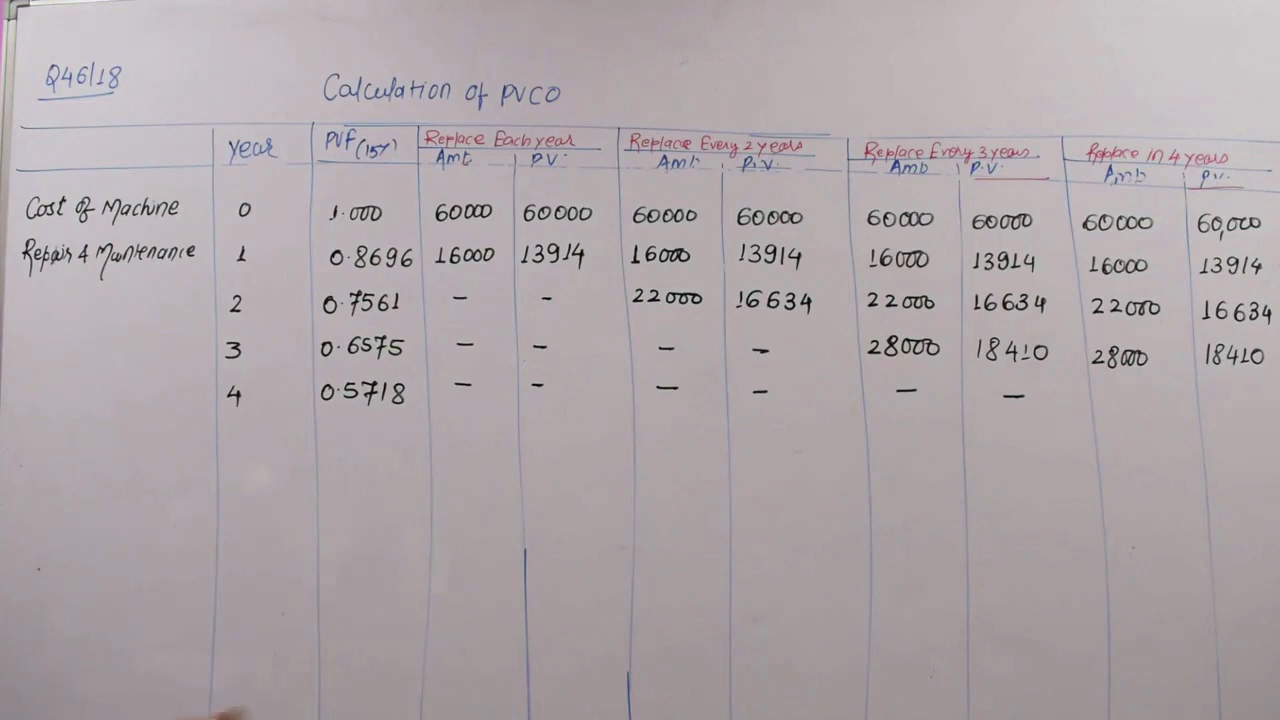 Q46/18
Calculation of PVCO
year PVF(15%) Replace Each year Replace Every 2 years Replace Every 3 years Replace in 4 years
Amt P.V. Amt P.V. Amt P.V. Amt P.V.
Cost of Machine 0 1.000 60000 60000 60000 60000 60000 60000 60000 60,000
Repair & Maintenance 1 0.8696 16000 13914 16000 13914 16000 13914 16000 13914
2 0.7561 - - 22000 16634 22000 16634 22000 16634
3 0.6575 - - - - 28000 18410 28000 18410
4 0.5718 - - - - - -